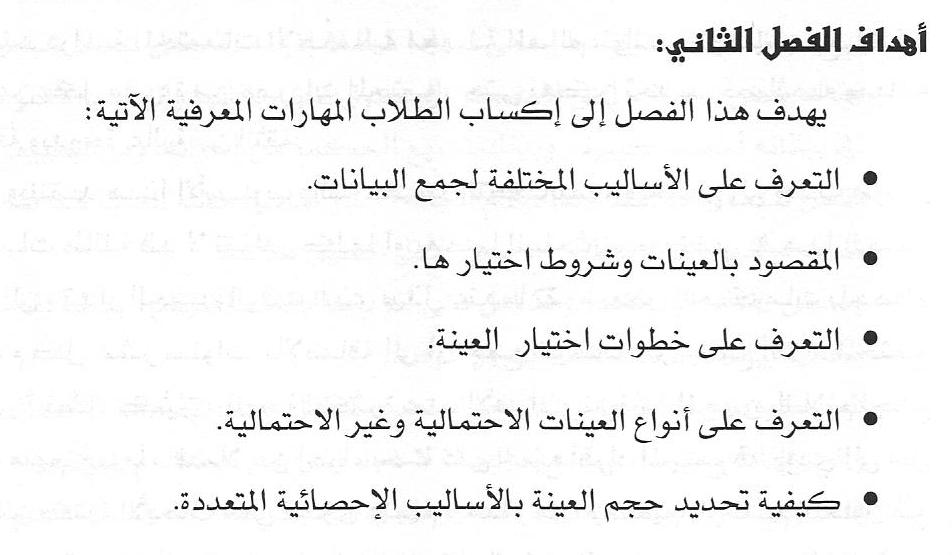 أهداف الفصل الثاني:
يهدف هذا الفصل إلى إكساب الطلاب المهارات المعرفية الآتية:
• التعرف على الأساليب المختلفة لجمع البيانات.
• المقصود بالعينات وشروط اختيار ها.
• التعرف على خطوات اختيار العينة.
• التعرف على أنواع العينات الاحتمالية وغير الاحتمالية.
• كيفية تحديد حجم العينة بالأساليب الإحصائية المتعددة.